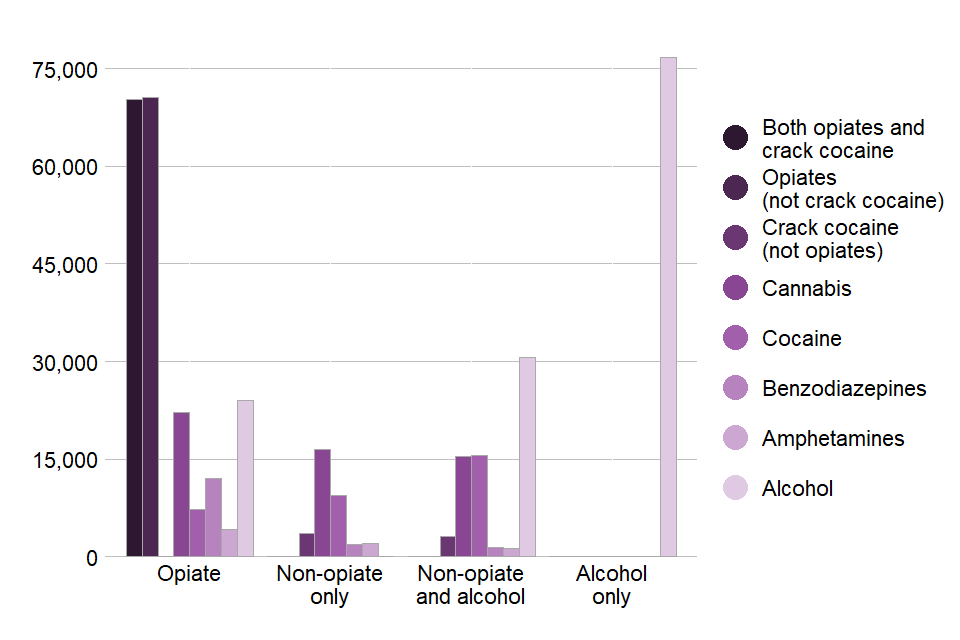 75,000
60,000
45,000
30,000
15,000
0
Opiate
Non-opiate
only
Non-opiate
and alcohol
Alcohol
only
Both opiates and
crack cocaine
Opiates
(not crack cocaine)
Crack cocaine
(not opiates)
Cannabis
Cocaine
Benzodiazepines
Amphetamines
Alcohol